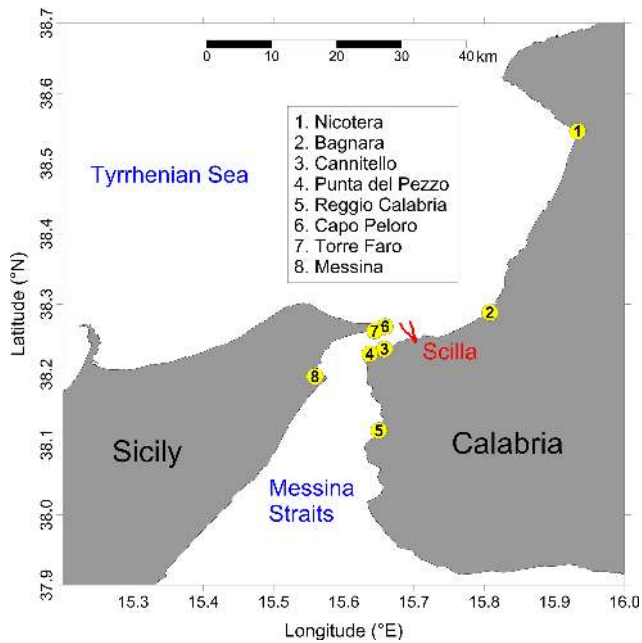 38.7
38.6
38.5
38.4
38.3
38.2
38.1
38.0
37.9
Latitude (°N)
0 10 20 30 40
km
1. Nicotera
2. Bagnara
3. Cannitello
4. Punta del Pezzo
5. Reggio Calabria
6. Capo Peloro
7. Torre Faro
8. Messina
Tyrrhenian Sea
1
2
6
7
3
4
Scilla
8
5
Sicily
Calabria
Messina
Straits
15.3 15.4 15.5 15.6 15.7 15.8 15.9 16.0
Longitude (°E)